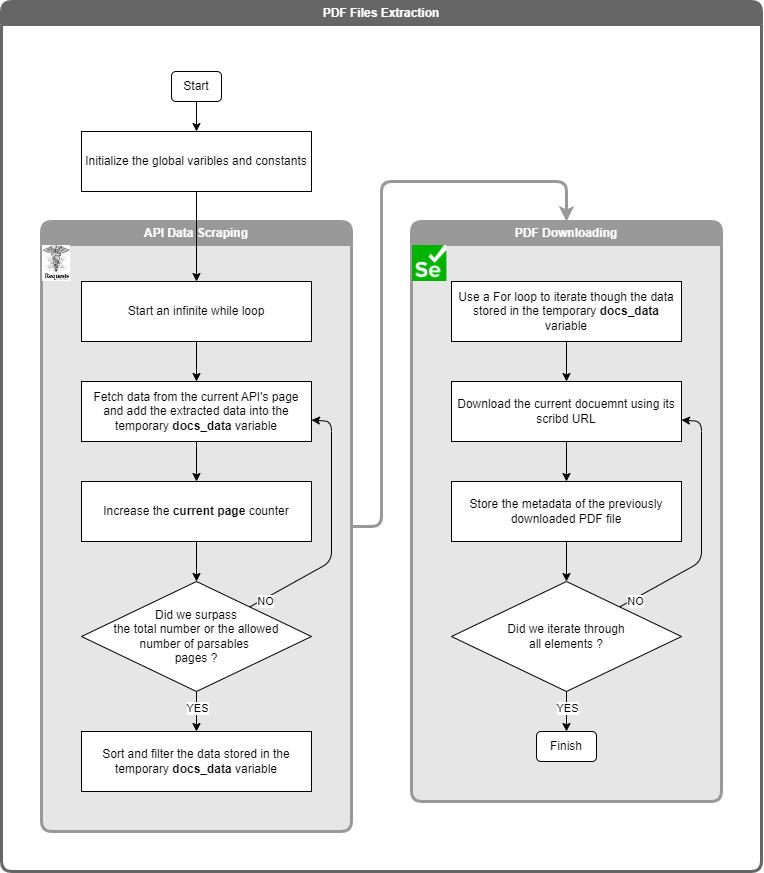 PDF Files Extraction
Start
Initialize the global varibles and constants
API Data Scraping
Requests
Start an infinite while loop
Fetch data from the current API's page
and add the extracted data into the
temporary docs_data variable
Increase the current page counter
Did we surpass
the total number or the allowed
number of parsables
pages ?
NO
YES
Sort and filter the data stored in the
temporary docs_data variable
PDF Downloading
Se
Use a For loop to iterate though the data
stored in the temporary docs_data
variable
Download the current docuemnt using its
scribd URL
Store the metadata of the previously
downloaded PDF file
Did we iterate through
all elements ?
NO
YES
Finish